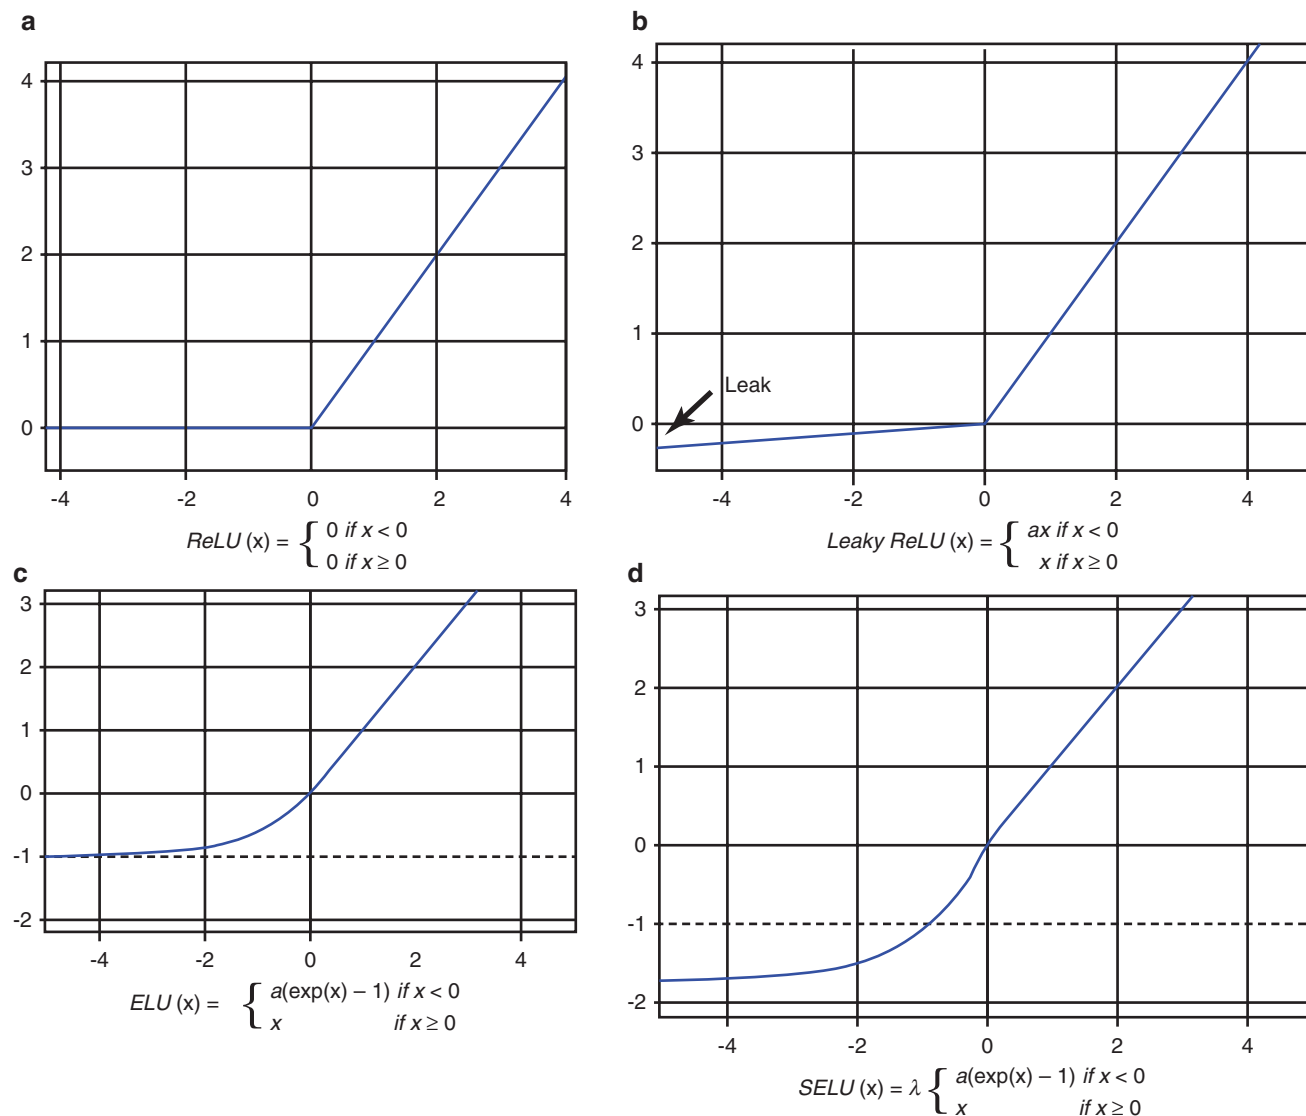 a
4
3
2
1
0
-4 -2 0 2 4
ReLU (x) = { 0 if x < 0
0 if x ≥ 0
b
4
3
2
1
0
Leak
-4 -2 0 2 4
Leaky ReLU (x) = { ax if x < 0
x if x ≥ 0
c
3
2
1
0
-1
-2
-4 -2 0 2 4
ELU (x) = { a(exp(x) – 1) if x < 0
x if x ≥ 0
d
3
2
1
0
-1
-2
-4 -2 0 2 4
SELU (x) = λ { a(exp(x) – 1) if x < 0
x if x ≥ 0